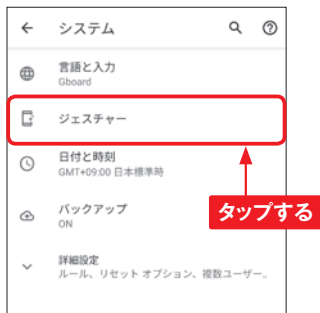 システム
言語と入力
Gboard
ジェスチャー
日付と時刻
GMT+09:00 日本標準時
バックアップ
ON
タップする
詳細設定
ルール、リセット オプション、複数ユーザー...